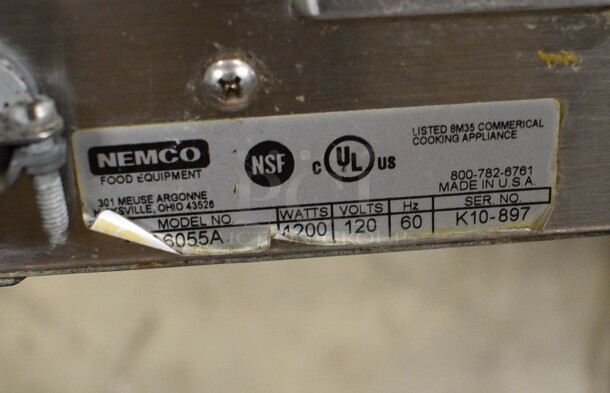 NEMCO
FOOD EQUIPMENT
301 MEUSE ARGONNE
KSVILLE, OHIO 43526
NSF
C UL US
LISTED 8M35 COMMERICAL
COOKING APPLIANCE
800-782-6761
MADE IN U.S.A.
MODEL NO. WATTS VOLTS Hz SER. NO.
6055A 1200 120 60 K10-897